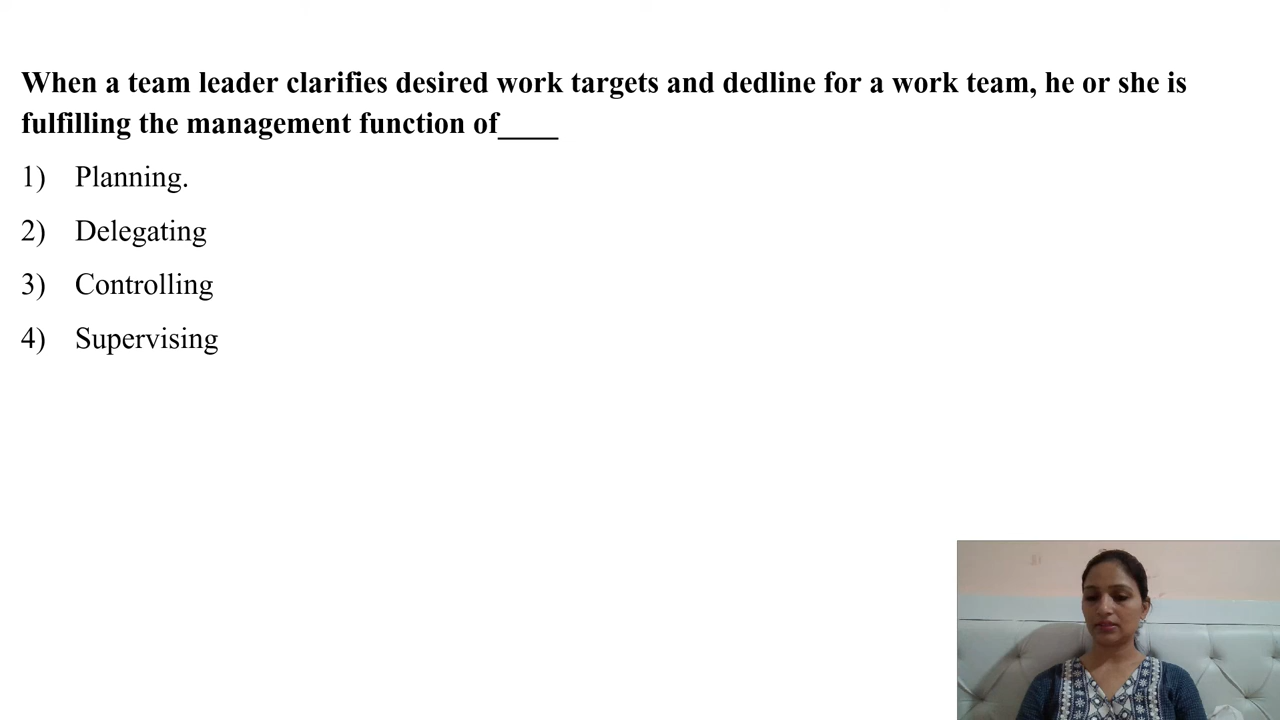 When a team leader clarifies desired work targets and dedline for a work team, he or she is
fulfilling the management function of____
1) Planning.
2) Delegating
3) Controlling
4) Supervising